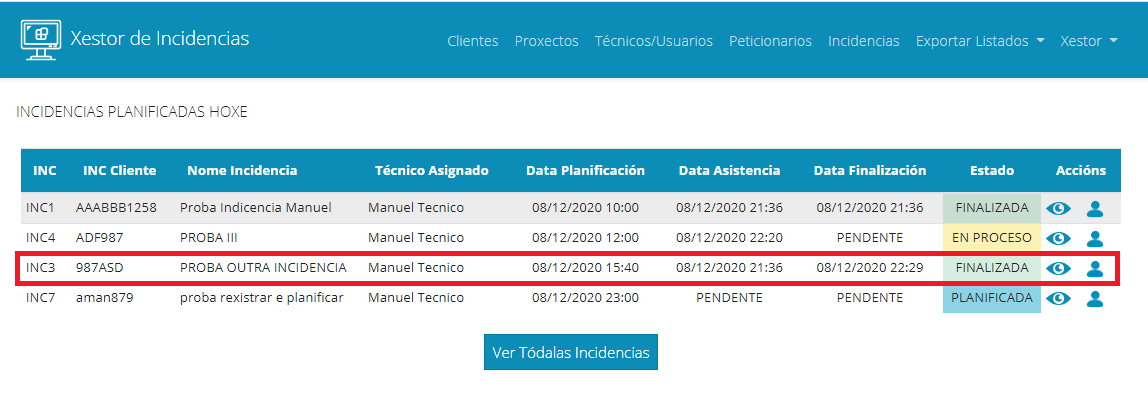 Xestor de Incidencias
Clientes Proxectos Técnicos/Usuarios Peticionarios Incidencias Exportar Listados Xestor
INCIDENCIAS PLANIFICADAS HOXE
INC INC Cliente Nome Incidencia Técnico Asignado Data Planificación Data Asistencia Data Finalización Estado Accións
INC1 AAABBB1258 Proba Indicencia Manuel Manuel Tecnico 08/12/2020 10:00 08/12/2020 21:36 08/12/2020 21:36 FINALIZADA
INC4 ADF987 PROBA III Manuel Tecnico 08/12/2020 12:00 08/12/2020 22:20 PENDENTE EN PROCESO
INC3 987ASD PROBA OUTRA INCIDENCIA Manuel Tecnico 08/12/2020 15:40 08/12/2020 21:36 08/12/2020 22:29 FINALIZADA
INC7 aman879 proba rexistrar e planificar Manuel Tecnico 08/12/2020 23:00 PENDENTE PENDENTE PLANIFICADA
Ver Tódalas Incidencias